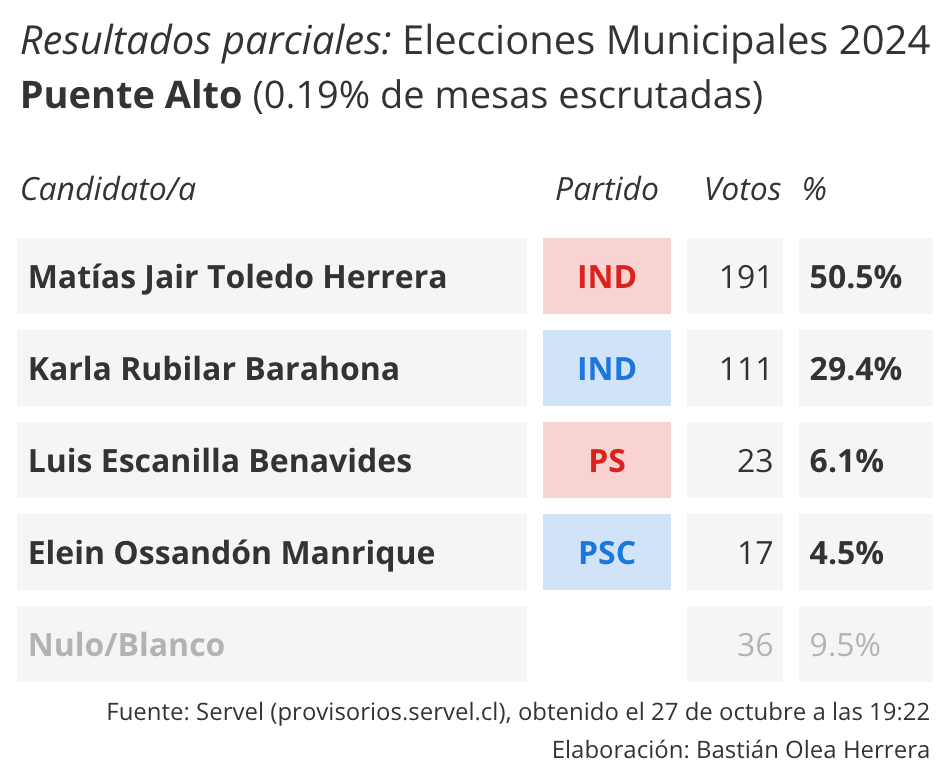 Resultados parciales: Elecciones Municipales 2024
Puente Alto (0.19% de mesas escrutadas)
Candidato/a Partido Votos %
Matías Jair Toledo Herrera IND 191 50.5%
Karla Rubilar Barahona IND 111 29.4%
Luis Escanilla Benavides PS 23 6.1%
Elein Ossandón Manrique PSC 17 4.5%
Nulo/Blanco 36 9.5%
Fuente: Servel (provisorios.servel.cl), obtenido el 27 de octubre a las 19:22
Elaboración: Bastián Olea Herrera